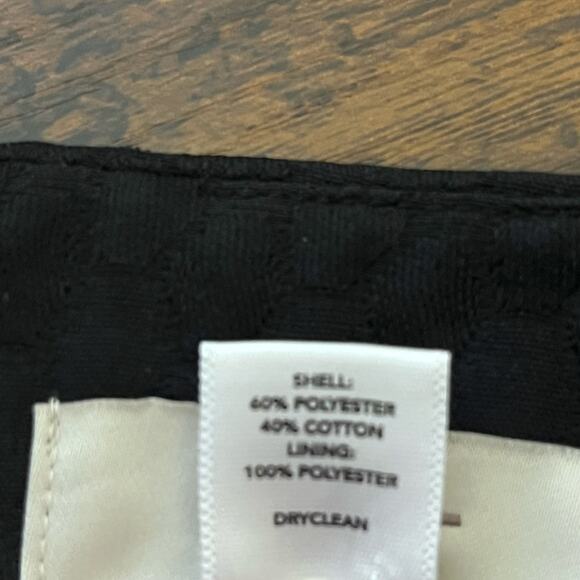 SHELL:
60% POLYESTER
40% COTTON
LINING:
100% POLYESTER
DRYCLEAN